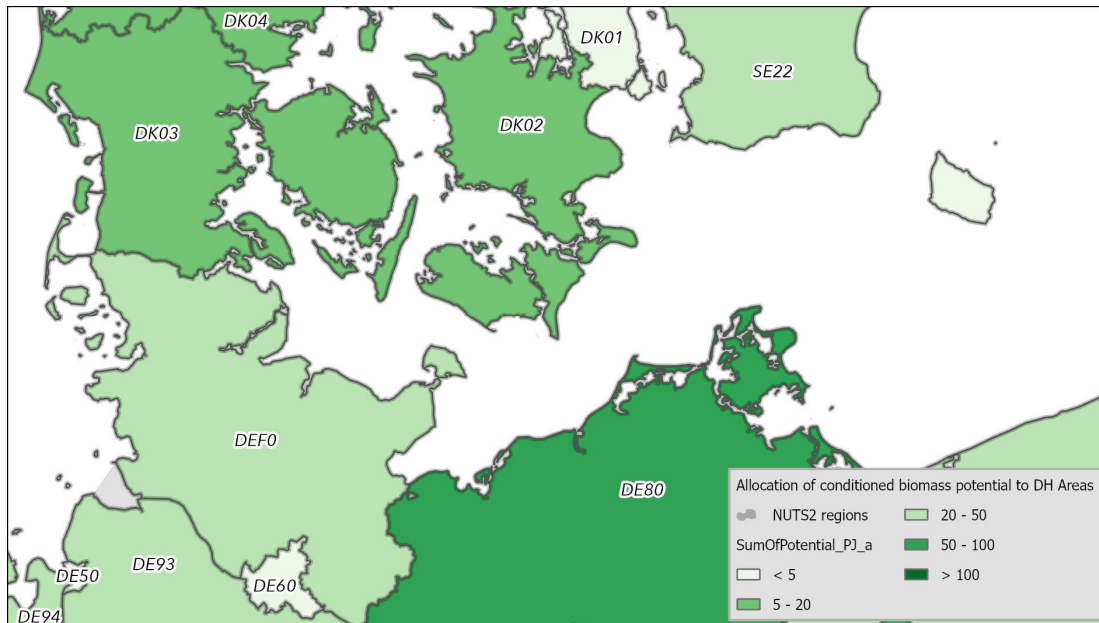 DK04
DK01
SE22
DK03
DK02
DEF0
DE80
DE93
DE50
DE60
DE94
Allocation of conditioned biomass potential to DH Areas
NUTS2 regions
SumOfPotential_PJ_a
< 5
5 - 20
20 - 50
50 - 100
> 100